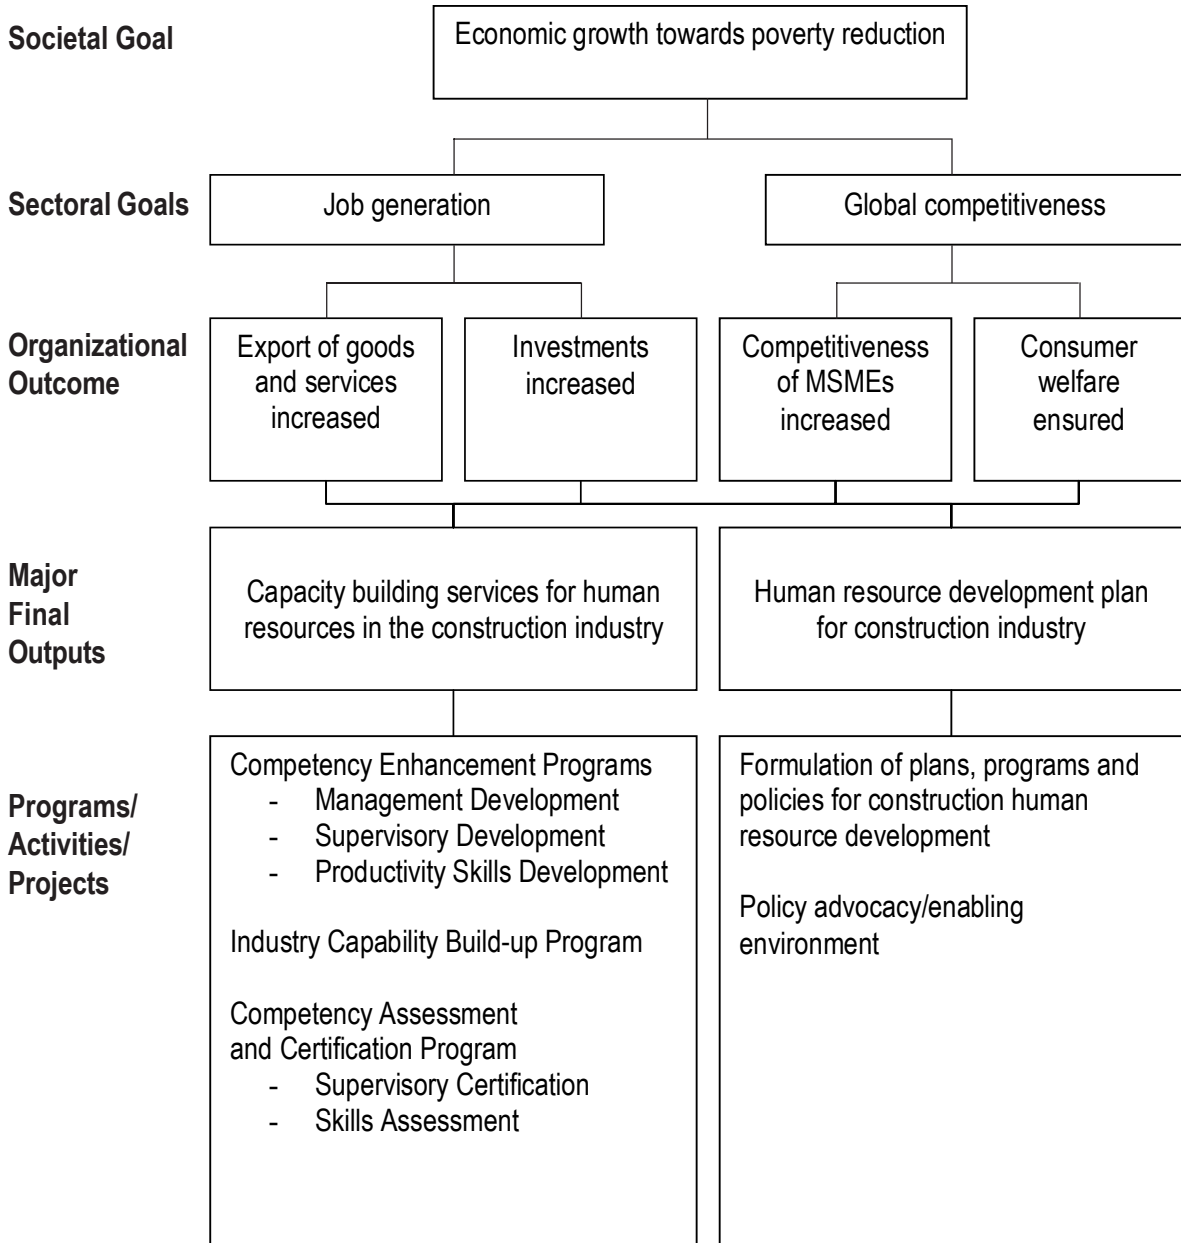 Societal Goal
Economic growth towards poverty reduction
Sectoral Goals
Job generation
Global competitiveness
Organizational
Outcome
Export of goods
and services
increased
Investments
increased
Competitiveness
of MSMEs
increased
Consumer
welfare
ensured
Major
Final
Outputs
Capacity building services for human
resources in the construction industry
Human resource development plan
for construction industry
Programs/
Activities/
Projects
Competency Enhancement Programs
- Management Development
- Supervisory Development
- Productivity Skills Development
Industry Capability Build-up Program
Competency Assessment
and Certification Program
- Supervisory Certification
- Skills Assessment
Formulation of plans, programs and
policies for construction human
resource development
Policy advocacy/enabling
environment